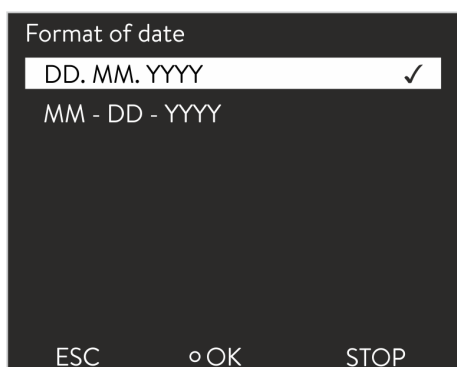 Format of date
DD. MM. YYYY ✓
MM - DD - YYYY
ESC ○ OK STOP